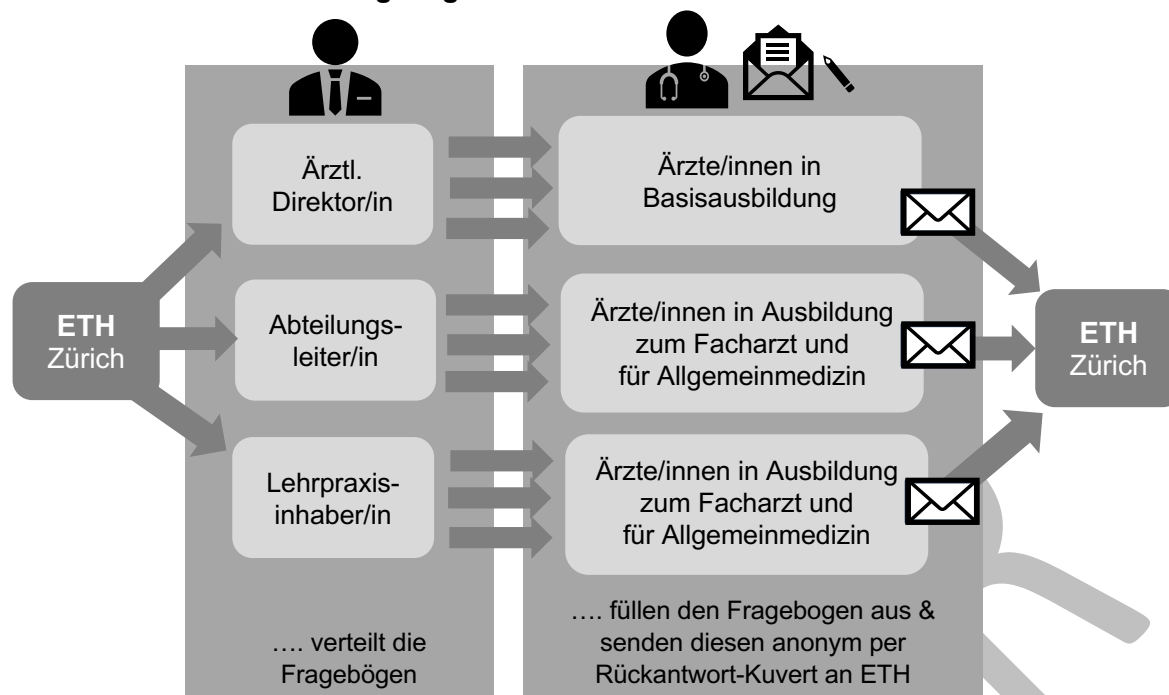 ETH
Zürich
Ärztl.
Direktor/in
Abteilungs-
leiter/in
Lehrpraxis-
inhaber/in
…. verteilt die
Fragebögen
Ärzte/innen in
Basisausbildung
Ärzte/innen in Ausbildung
zum Facharzt und
für Allgemeinmedizin
Ärzte/innen in Ausbildung
zum Facharzt und
für Allgemeinmedizin
…. füllen den Fragebogen aus &
senden diesen anonym per
Rückantwort-Kuvert an ETH
ETH
Zürich